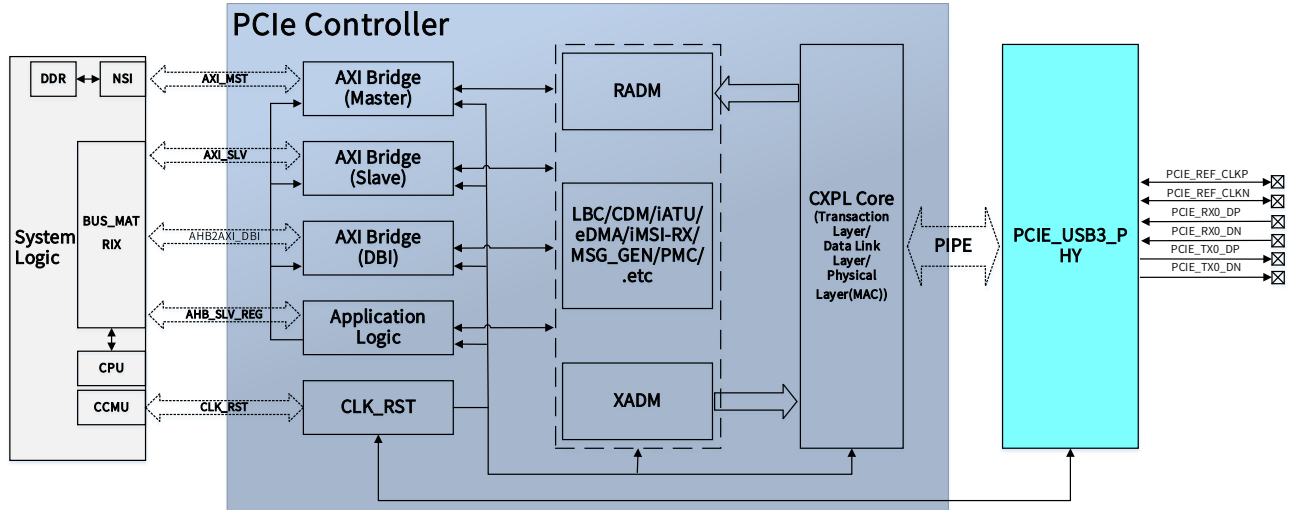 PCIe Controller
System
Logic
DDR
NSI
BUS_MAT
RIX
CPU
CCMU
AXI_MST
AXI_SLV
AHB2AXI_DBI
AHB_SLV_REG
CLK_RST
AXI Bridge
(Master)
AXI Bridge
(Slave)
AXI Bridge
(DBI)
Application
Logic
CLK_RST
RADM
LBC/CDM/iATU/
eDMA/iMSI-RX/
MSG_GEN/PMC/
.etc
XADM
CXPL Core
(Transaction
Layer/
Data Link
Layer/
Physical
Layer(MAC))
PIPE
PCIE_USB3_P
HY
PCIE_REF_CLKP
PCIE_REF_CLKN
PCIE_RX0_DP
PCIE_RX0_DN
PCIE_TX0_DP
PCIE_TX0_DN